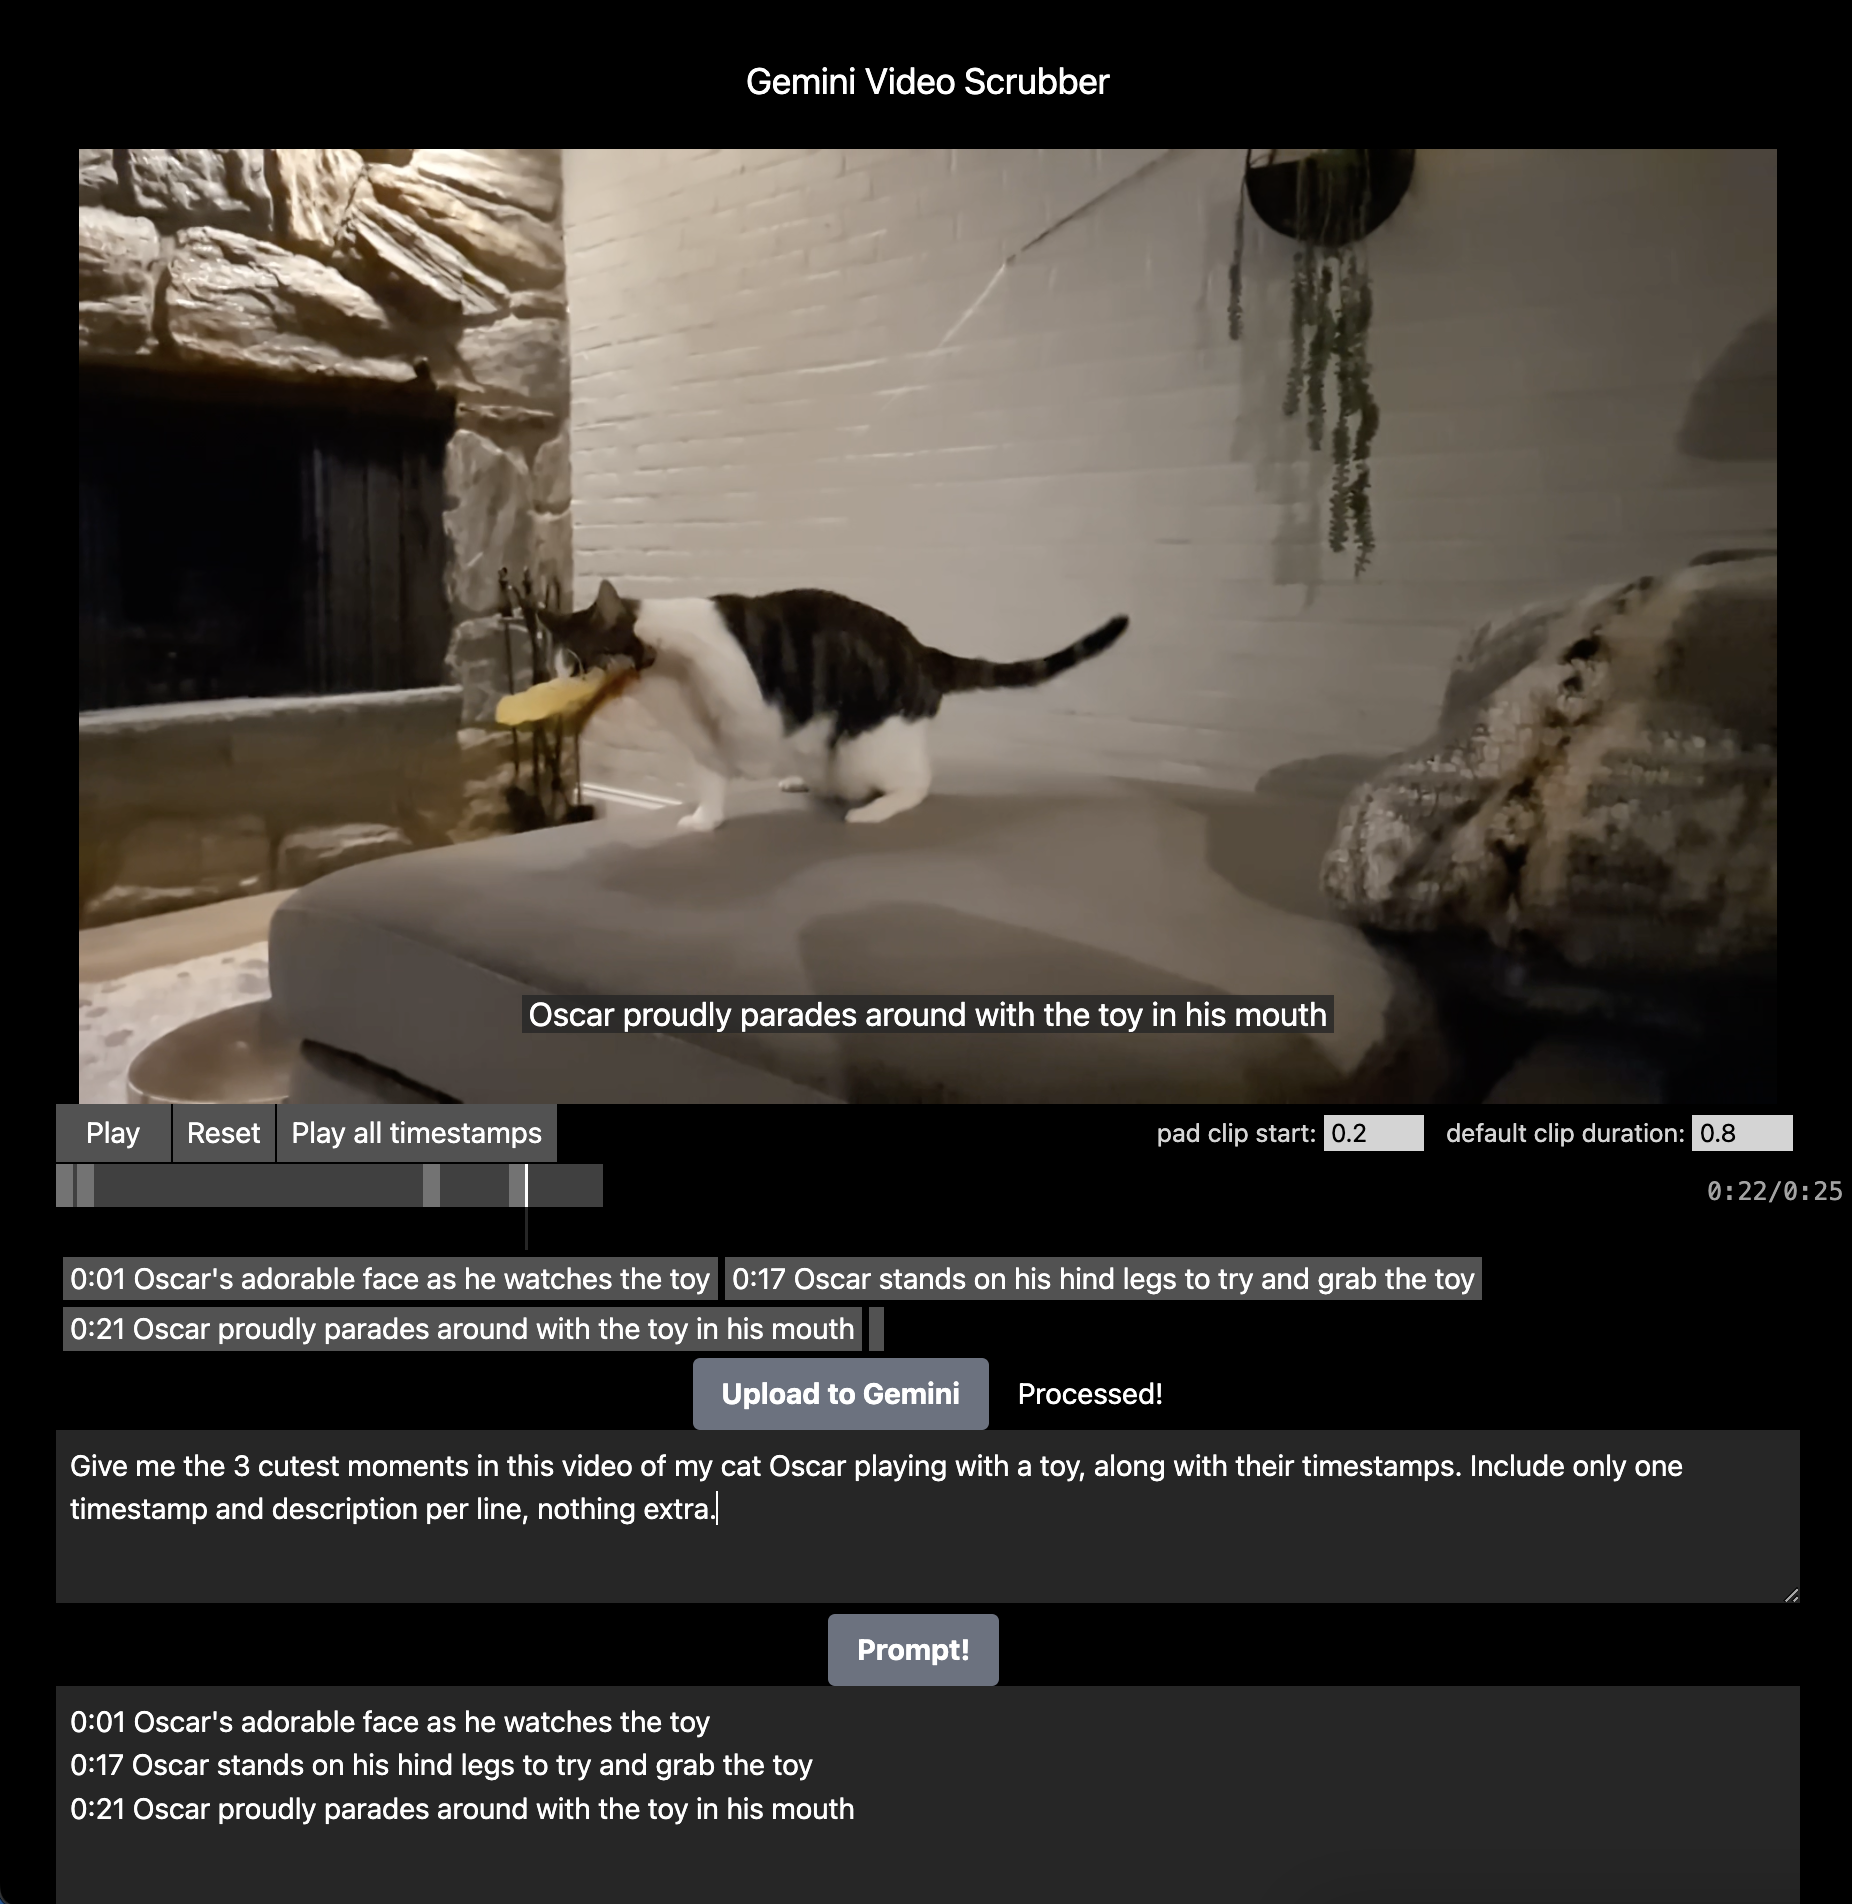 Gemini Video Scrubber
Oscar proudly parades around with the toy in his mouth
Play Reset Play all timestamps pad clip start: 0.2 default clip duration: 0.8
0:22/0:25
0:01 Oscar's adorable face as he watches the toy 0:17 Oscar stands on his hind legs to try and grab the toy
0:21 Oscar proudly parades around with the toy in his mouth
Upload to Gemini Processed!
Give me the 3 cutest moments in this video of my cat Oscar playing with a toy, along with their timestamps. Include only one
timestamp and description per line, nothing extra.
Prompt!
0:01 Oscar's adorable face as he watches the toy
0:17 Oscar stands on his hind legs to try and grab the toy
0:21 Oscar proudly parades around with the toy in his mouth